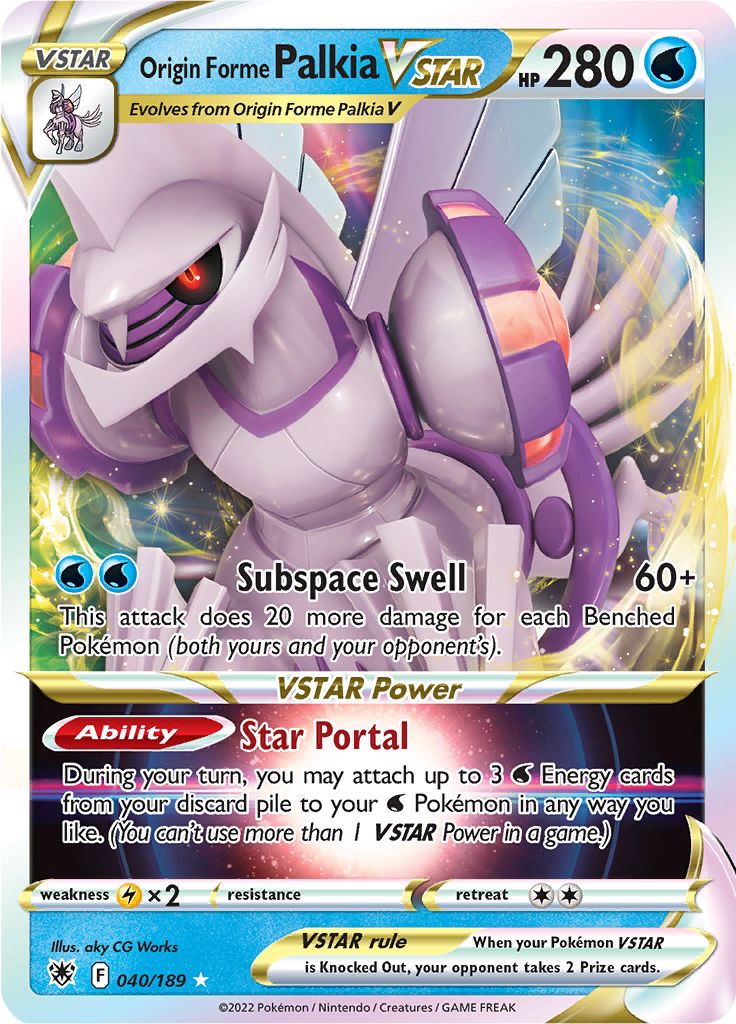 VSTAR
Origin Forme Palkia VSTAR HP 280
Evolves from Origin Forme Palkia V
Subspace Swell 60+
This attack does 20 more damage for each Benched
Pokémon (both yours and your opponent's).
VSTAR Power
Ability Star Portal
During your turn, you may attach up to 3 Energy cards
from your discard pile to your Pokémon in any way you
like. (You can't use more than 1 VSTAR Power in a game.)
weakness ×2 resistance retreat
Illus. aky CG Works
VSTAR rule When your Pokémon VSTAR
is Knocked Out, your opponent takes 2 Prize cards.
F 040/189 ★
©2022 Pokémon / Nintendo / Creatures / GAME FREAK